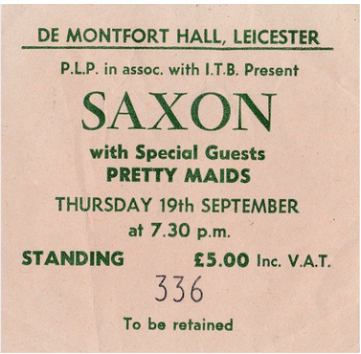 DE MONTFORT HALL, LEICESTER
P.L.P. in assoc. with I.T.B. Present
SAXON
with Special Guests
PRETTY MAIDS
THURSDAY 19th SEPTEMBER
at 7.30 p.m.
STANDING £5.00 Inc. V.A.T.
336
To be retained